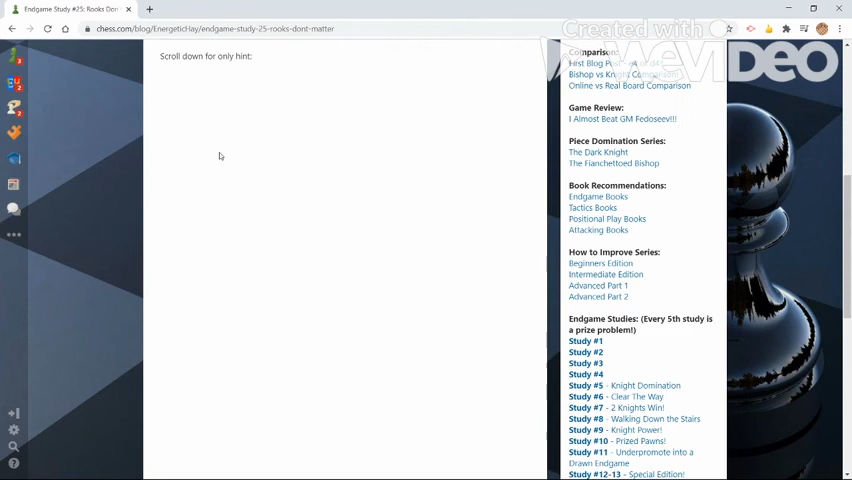 Endgame Study #25: Rooks Don
chess.com/blog/EnergeticHay/endgame-study-25-rooks-dont-matter
Created with
WEVIDEO
3
2
2
Scroll down for only hint:
Comparison:
First Blog Post - e4 or d4?
Bishop vs Knight Comparison!
Online vs Real Board Comparison
Game Review:
I Almost Beat GM Fedoseev!!!
Piece Domination Series:
The Dark Knight
The Fianchettoed Bishop
Book Recommendations:
Endgame Books
Tactics Books
Positional Play Books
Attacking Books
How to Improve Series:
Beginners Edition
Intermediate Edition
Advanced Part 1
Advanced Part 2
Endgame Studies: (Every 5th study is
a prize problem!)
Study #1
Study #2
Study #3
Study #4
Study #5 - Knight Domination
Study #6 - Clear The Way
Study #7 - 2 Knights Win!
Study #8 - Walking Down the Stairs
Study #9 - Knight Power!
Study #10 - Prized Pawns!
Study #11 - Underpromote into a
Drawn Endgame
Study #12-13 - Special Edition!